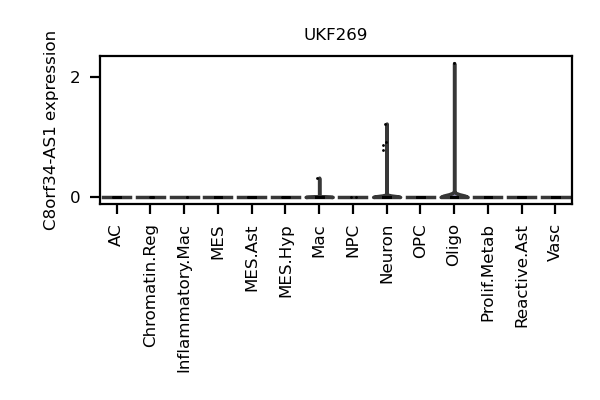 UKF269
C8orf34-AS1 expression
2
0
AC
Chromatin.Reg
Inflammatory.Mac
MES
MES.Ast
MES.Hyp
Mac
NPC
Neuron
OPC
Oligo
Prolif.Metab
Reactive.Ast
Vasc